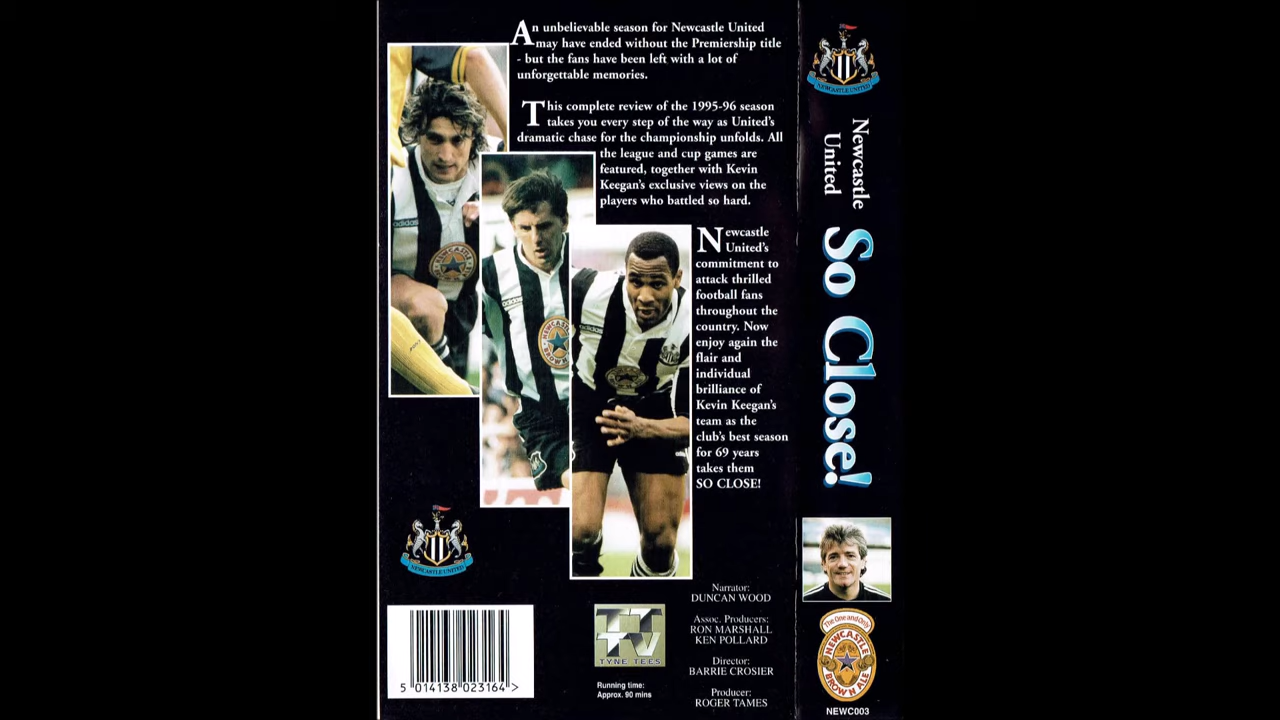 An unbelievable season for Newcastle United
may have ended without the Premiership title
- but the fans have been left with a lot of
unforgettable memories.
This complete review of the 1995-96 season
takes you every step of the way as United's
dramatic chase for the championship unfolds. All
the league and cup games are
featured, together with Kevin
Keegan's exclusive views on the
players who battled so hard.
Newcastle
United's
commitment to
attack thrilled
football fans
throughout the
country. Now
enjoy again the
flair and
individual
brilliance of
Kevin Keegan's
team as the
club's best season
for 69 years
takes them
SO CLOSE!
adidas
NEWCASTLE
BROWN
adidas
NEWCASTLE UNITED
5 014138 023164 >
TTTV
TYNE TEES
Running time:
Approx. 90 mins
Narrator:
DUNCAN WOOD
Assoc. Producers:
RON MARSHALL
KEN POLLARD
Director:
BARRIE CROSIER
Producer:
ROGER TAMES
NEWCASTLE UNITED
Newcastle
United
So Close!
The One and Only
NEWCASTLE
BROWN ALE
NEWC003